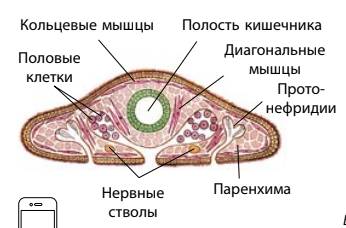 Кольцевые мышцы
Полость кишечника
Половые
клетки
Диагональные
мышцы
Прото-
нефридии
Нервные
стволы
Паренхима